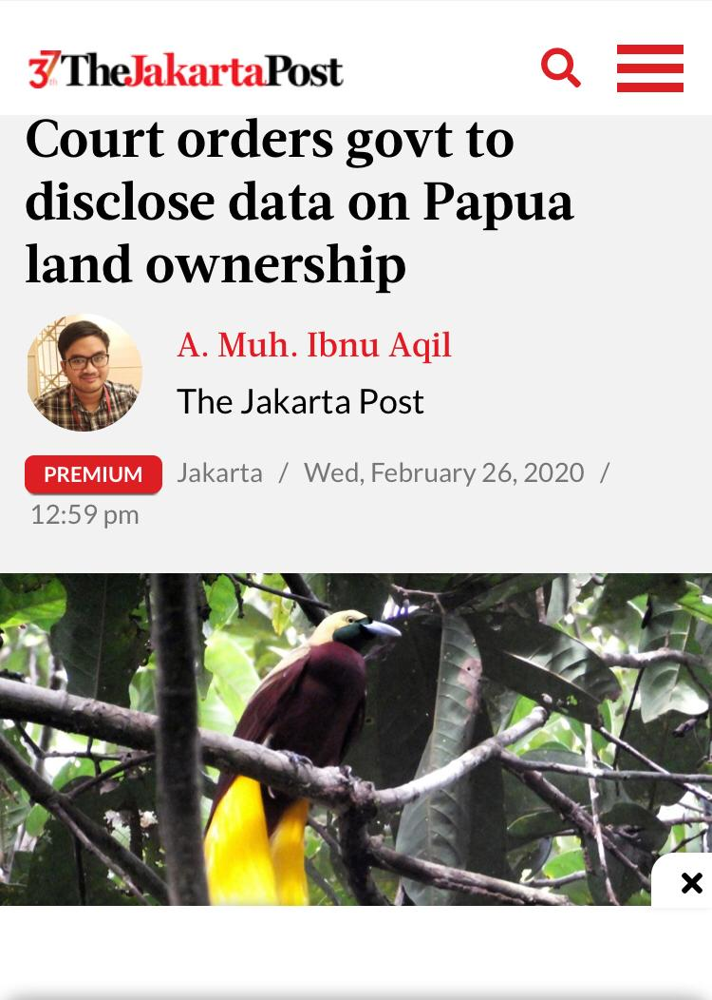 37th TheJakartaPost
Court orders govt to
disclose data on Papua
land ownership
A. Muh. Ibnu Aqil
The Jakarta Post
PREMIUM Jakarta / Wed, February 26, 2020 /
12:59 pm